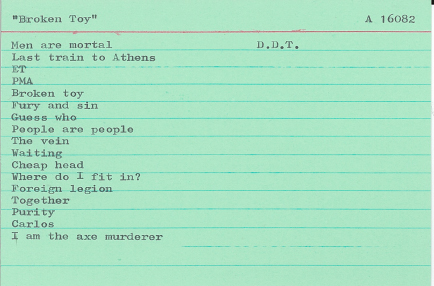 "Broken Toy" A 16082
Men are mortal D.D.T.
Last train to Athens
ET
PMA
Broken toy
Fury and sin
Guess who
People are people
The vein
Waiting
Cheap head
Where do I fit in?
Foreign legion
Together
Purity
Carlos
I am the axe murderer